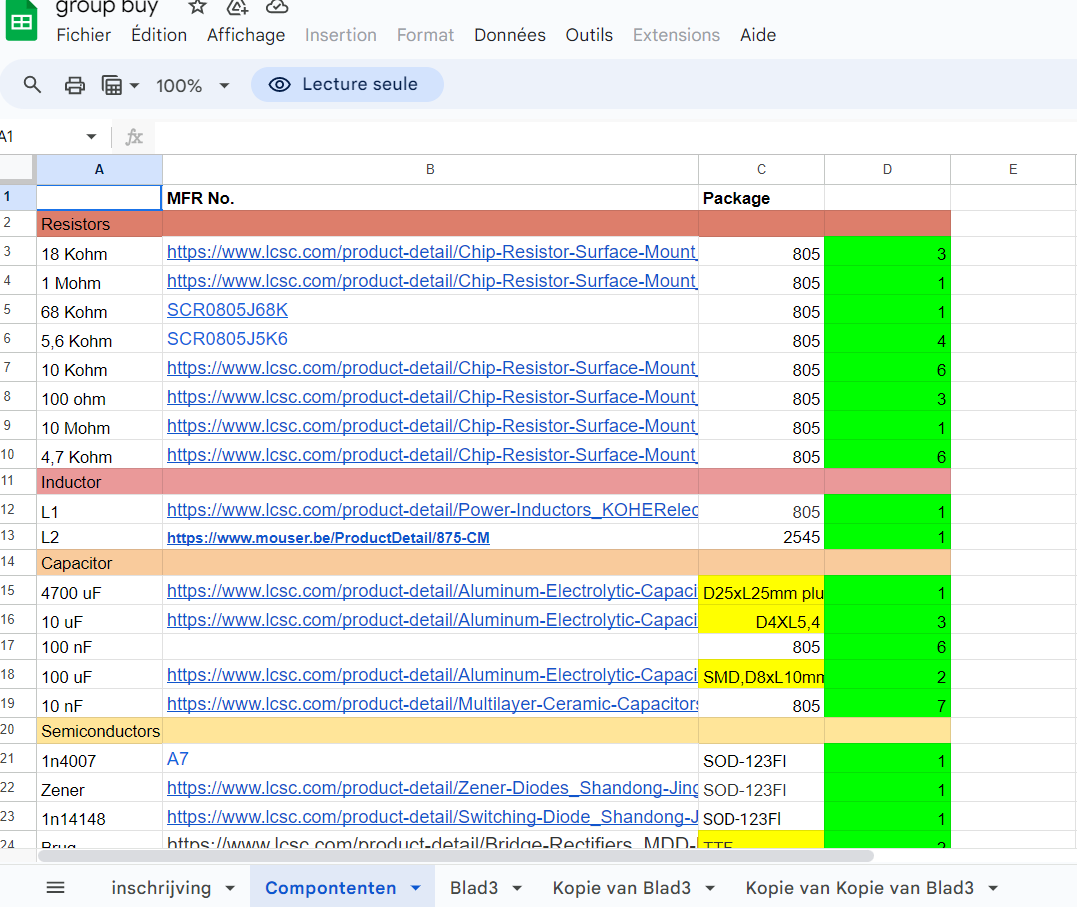 group buy
Fichier Édition Affichage Insertion Format Données Outils Extensions Aide
100% Lecture seule
A1 fx
A B C D E
1 MFR No. Package
2 Resistors
3 18 Kohm https://www.lcsc.com/product-detail/Chip-Resistor-Surface-Mount_ 805 3
4 1 Mohm https://www.lcsc.com/product-detail/Chip-Resistor-Surface-Mount_ 805 1
5 68 Kohm SCR0805J68K 805 1
6 5,6 Kohm SCR0805J5K6 805 4
7 10 Kohm https://www.lcsc.com/product-detail/Chip-Resistor-Surface-Mount_ 805 6
8 100 ohm https://www.lcsc.com/product-detail/Chip-Resistor-Surface-Mount_ 805 3
9 10 Mohm https://www.lcsc.com/product-detail/Chip-Resistor-Surface-Mount_ 805 1
10 4,7 Kohm https://www.lcsc.com/product-detail/Chip-Resistor-Surface-Mount_ 805 6
11 Inductor
12 L1 https://www.lcsc.com/product-detail/Power-Inductors_KOHERelec 805 1
13 L2 https://www.mouser.be/ProductDetail/875-CM 2545 1
14 Capacitor
15 4700 uF https://www.lcsc.com/product-detail/Aluminum-Electrolytic-Capaci D25xL25mm plu 1
16 10 uF https://www.lcsc.com/product-detail/Aluminum-Electrolytic-Capaci D4XL5,4 3
17 100 nF 805 6
18 100 uF https://www.lcsc.com/product-detail/Aluminum-Electrolytic-Capaci SMD,D8xL10mm 2
19 10 nF https://www.lcsc.com/product-detail/Multilayer-Ceramic-Capacitors 805 7
20 Semiconductors
21 1n4007 A7 SOD-123Fl 1
22 Zener https://www.lcsc.com/product-detail/Zener-Diodes_Shandong-Jing SOD-123Fl 1
23 1n14148 https://www.lcsc.com/product-detail/Switching-Diode_Shandong-J SOD-123Fl 1
24 Brug https://www.lcsc.com/product-detail/Bridge-Rectifiers_MDD- 2
inschrijving Compontenten Blad3 Kopie van Blad3 Kopie van Kopie van Blad3